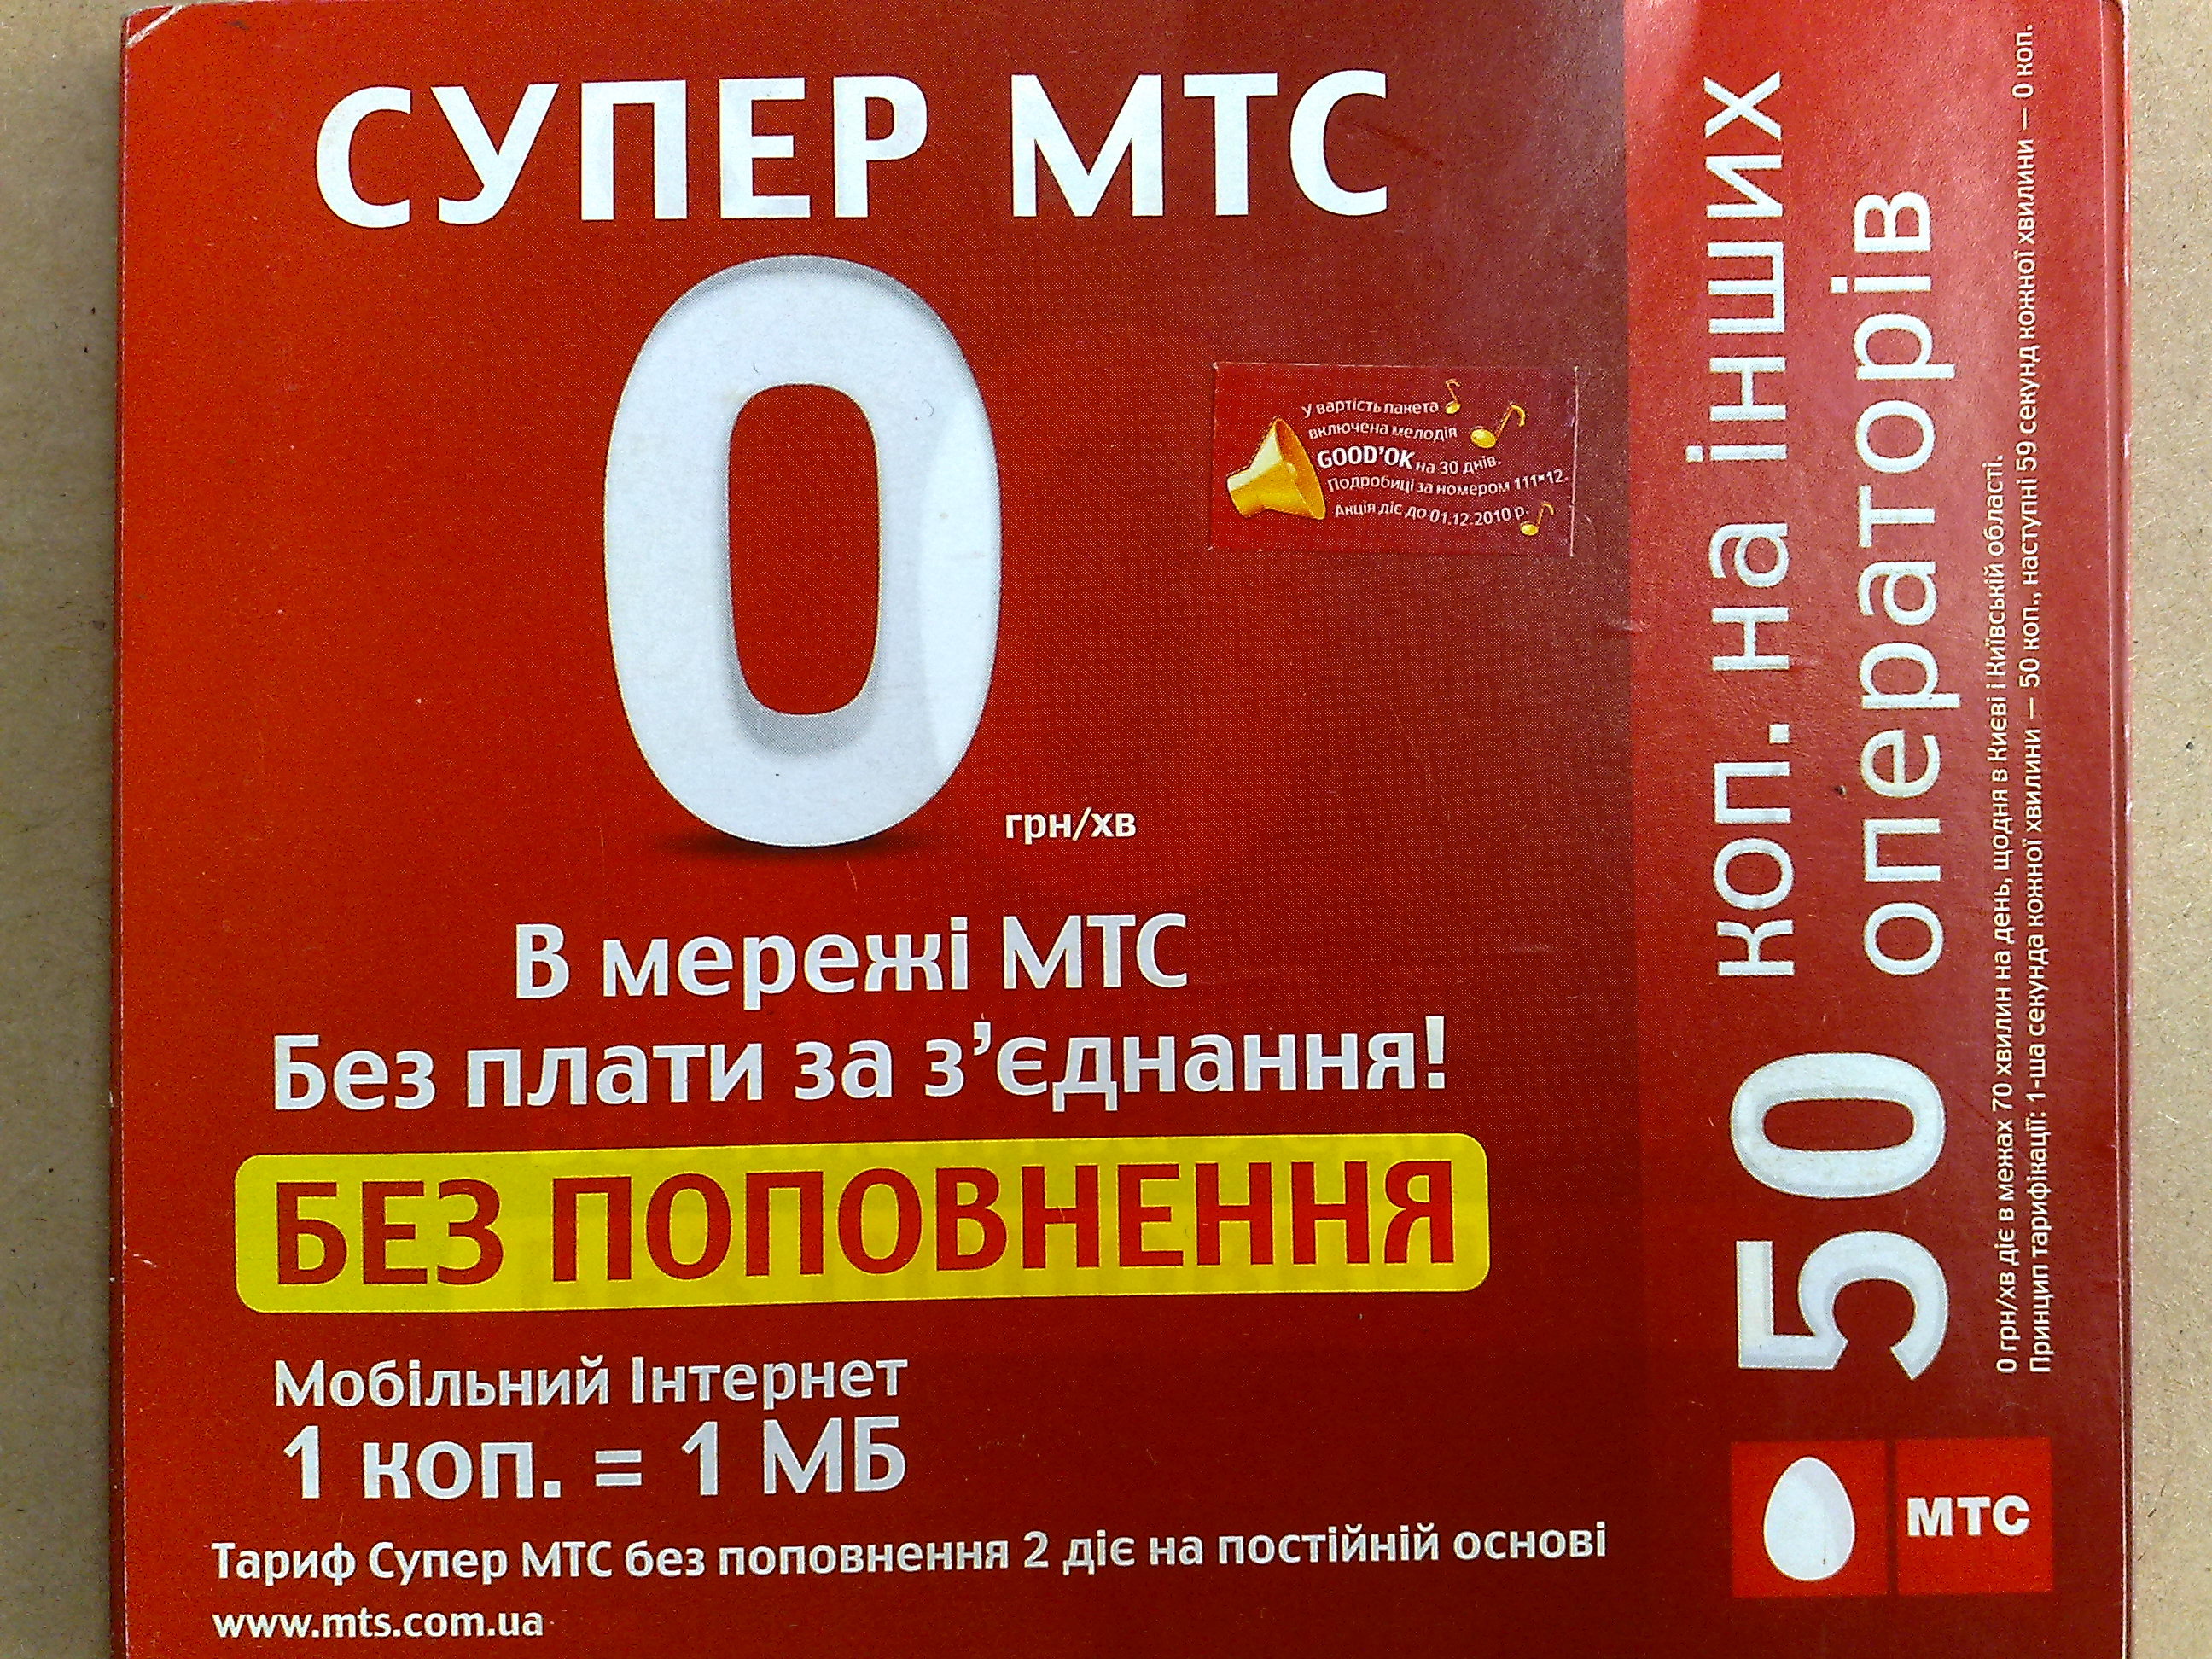 СУПЕР МТС
0
грн/хв
У вартість пакета
включена мелодія
GOOD’OK на 30 днів.
Подробиці за номером 111*12.
Акція діє до 01.12.2010 р.
В мережі МТС
Без плати за з’єднання!
БЕЗ ПОПОВНЕННЯ
Мобільний Інтернет
1 коп. = 1 МБ
Тариф Супер МТС без поповнення 2 діє на постійній основі
www.mts.com.ua
50 коп. на інших
операторів
0 грн/хв діє в межах 70 хвилин на день, щодня в Києві і Київській області.
Принцип тарифікації: 1-ша секунда кожної хвилини — 50 коп., наступні 59 секунд кожної хвилини — 0 коп.
МТС